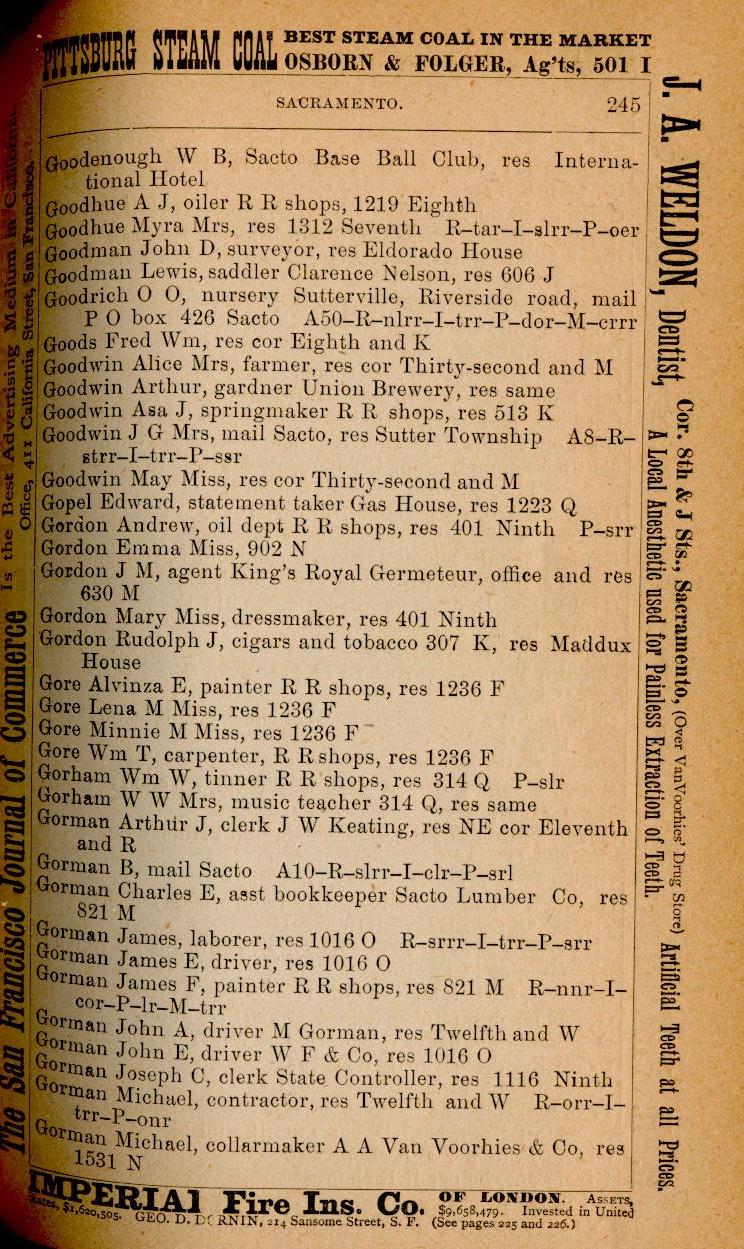 PITTSBURG STEAM COAL BEST STEAM COAL IN THE MARKET
OSBORN & FOLGER, Ag'ts, 501 I
SACRAMENTO. 245
Goodenough W B, Sacto Base Ball Club, res Interna-
tional Hotel
Goodhue A J, oiler R R shops, 1219 Eighth
Goodhue Myra Mrs, res 1312 Seventh R–tar–I–slrr–P–oer
Goodman John D, surveyor, res Eldorado House
Goodman Lewis, saddler Clarence Nelson, res 606 J
Goodrich O O, nursery Sutterville, Riverside road, mail
P O box 426 Sacto A50–R–nlrr–I–trr–P–dor–M–crrr
Goods Fred Wm, res cor Eighth and K
Goodwin Alice Mrs, farmer, res cor Thirty-second and M
Goodwin Arthur, gardner Union Brewery, res same
Goodwin Asa J, springmaker R R shops, res 513 K
Goodwin J G Mrs, mail Sacto, res Sutter Township A8–R–
strr–I–trr–P–ssr
Goodwin May Miss, res cor Thirty-second and M
Gopel Edward, statement taker Gas House, res 1223 Q
Gordon Andrew, oil dept R R shops, res 401 Ninth P–srr
Gordon Emma Miss, 902 N
Gordon J M, agent King's Royal Germeteur, office and res
630 M
Gordon Mary Miss, dressmaker, res 401 Ninth
Gordon Rudolph J, cigars and tobacco 307 K, res Maddux
House
Gore Alvinza E, painter R R shops, res 1236 F
Gore Lena M Miss, res 1236 F
Gore Minnie M Miss, res 1236 F
Gore Wm T, carpenter, R R shops, res 1236 F
Gorham Wm W, tinner R R shops, res 314 Q P–slr
Gorham W W Mrs, music teacher 314 Q, res same
Gorman Arthur J, clerk J W Keating, res NE cor Eleventh
and R
Gorman B, mail Sacto A10–R–slrr–I–clr–P–srl
Gorman Charles E, asst bookkeeper Sacto Lumber Co, res
821 M
Gorman James, laborer, res 1016 O R–srrr–I–trr–P–srr
Gorman James E, driver, res 1016 O
Gorman James F, painter R R shops, res 821 M R–nnr–I–
cor–P–lr–M–trr
Gorman John A, driver M Gorman, res Twelfth and W
Gorman John E, driver W F & Co, res 1016 O
Gorman Joseph C, clerk State Controller, res 1116 Ninth
Gorman Michael, contractor, res Twelfth and W R–orr–I–
trr–P–onr
Gorman Michael, collarmaker A A Van Voorhies & Co, res
1531 N
IMPERIAL Fire Ins. Co. OF LONDON. ASSETS,
$9,658,479. Invested in United
$1,620,505. GEO. D. DORNIN, 214 Sansome Street, S. F. (See pages 225 and 226.)
J. A. WELDON, Dentist, Cor. 8th & J Sts., Sacramento, (Over VanVoorhies' Drug Store) Artificial Teeth at all Prices.
A Local Anesthetic used for Painless Extraction of Teeth.
The San Francisco Journal of Commerce Is the Best Advertising Medium in California.
Office, 411 California Street, San Francisco.